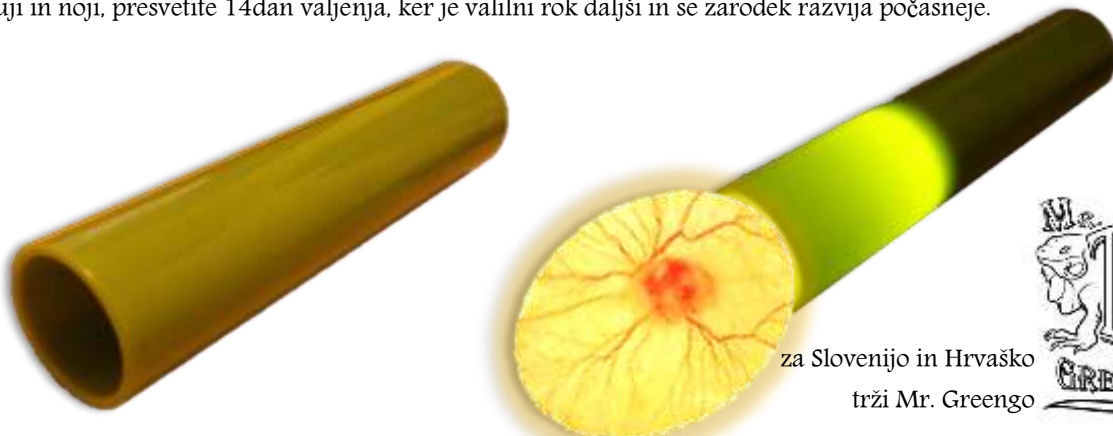 in noji, presvetite 14dan valjenja, ker je valilni rok daljši in se zarodek razvija počasneje.
za Slovenijo in Hrvaško
trži Mr. Greengo
Mr.